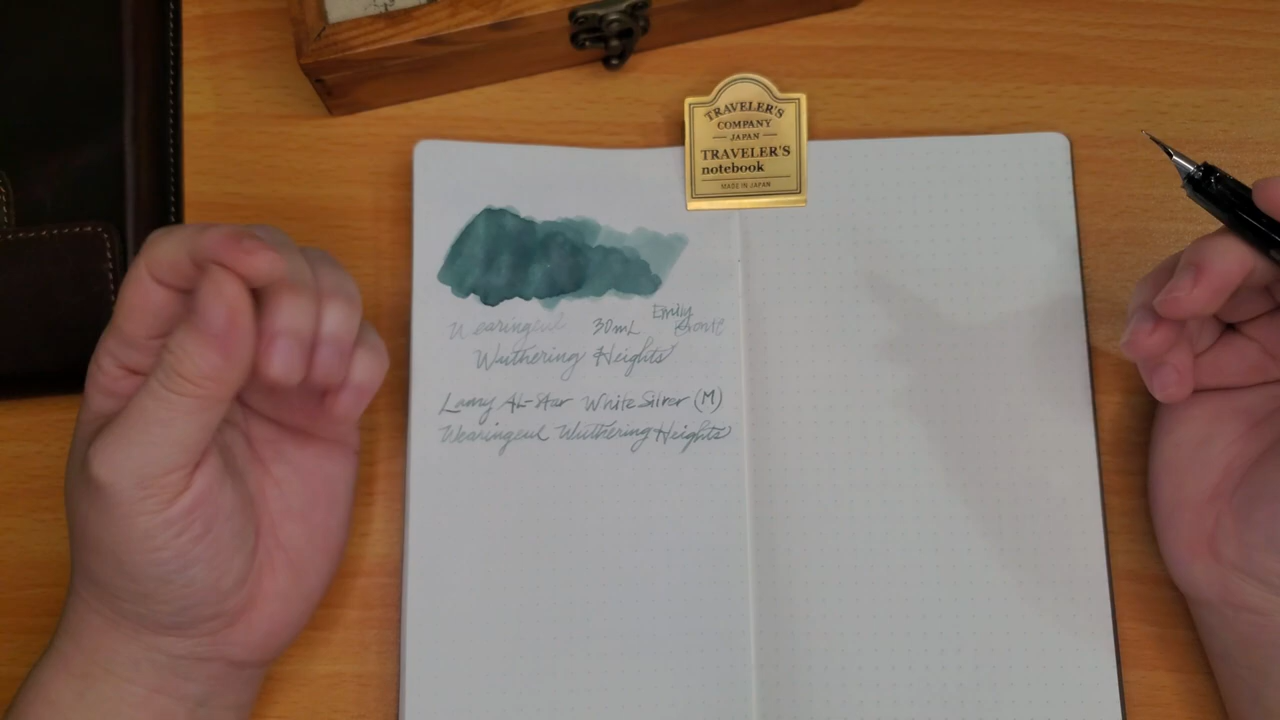 TRAVELER'S
COMPANY
JAPAN
TRAVELER'S
notebook
MADE IN JAPAN
Wearingeul 30mL Emily Bronte
Wuthering Heights
Lamy AL-Star White Silver (M)
Wearingeul Wuthering Heights